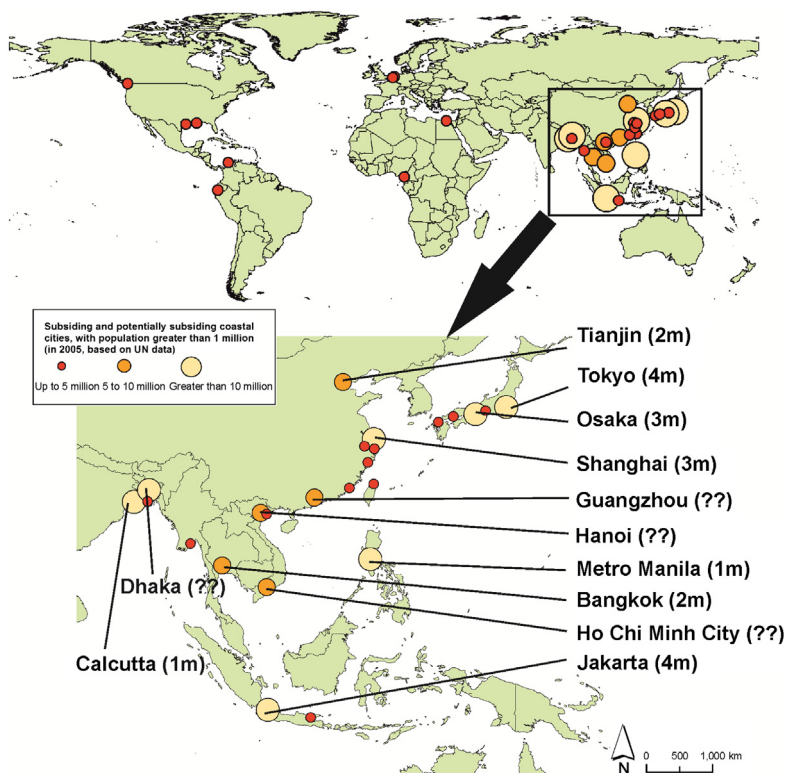 Subsiding and potentially subsiding coastal
cities, with population greater than 1 million
(in 2005, based on UN data)
Up to 5 million 5 to 10 million Greater than 10 million
Tianjin (2m)
Tokyo (4m)
Osaka (3m)
Shanghai (3m)
Guangzhou (??)
Hanoi (??)
Metro Manila (1m)
Dhaka (??)
Bangkok (2m)
Ho Chi Minh City (??)
Calcutta (1m)
Jakarta (4m)
N
0 500 1,000 km